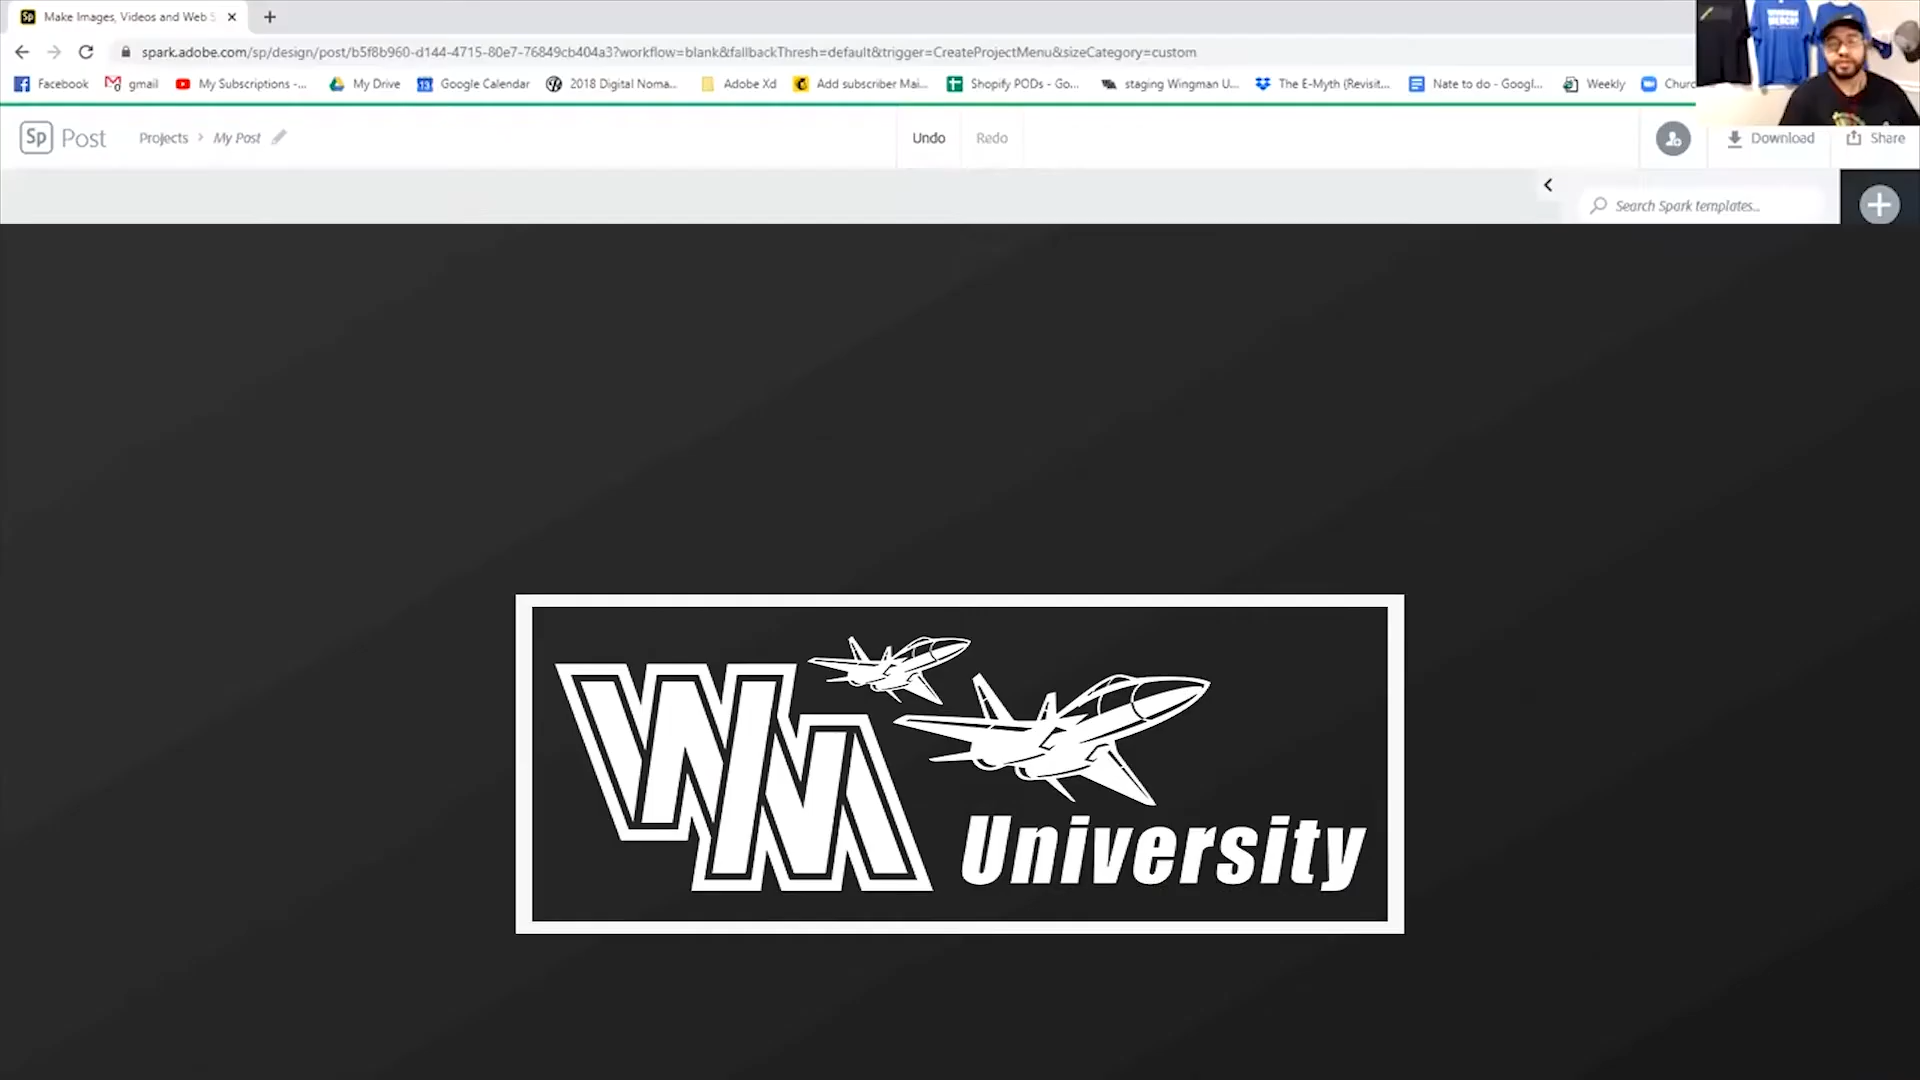 Make Images, Videos and Web S
spark.adobe.com/sp/design/post/b5f8b960-d144-4715-80e7-76849cb404a3?workflow=blank&fallbackThresh=default&trigger=CreateProjectMenu&sizeCategory=custom
Facebook gmail My Subscriptions -... My Drive Google Calendar 2018 Digital Noma... Adobe Xd Add subscriber Mai... Shopify PODs - Go... staging Wingman U... The E-Myth (Revisit... Nate to do - Googl... Weekly Churc
Sp Post Projects > My Post Undo Redo Download Share
Search Spark templates...
WM
University